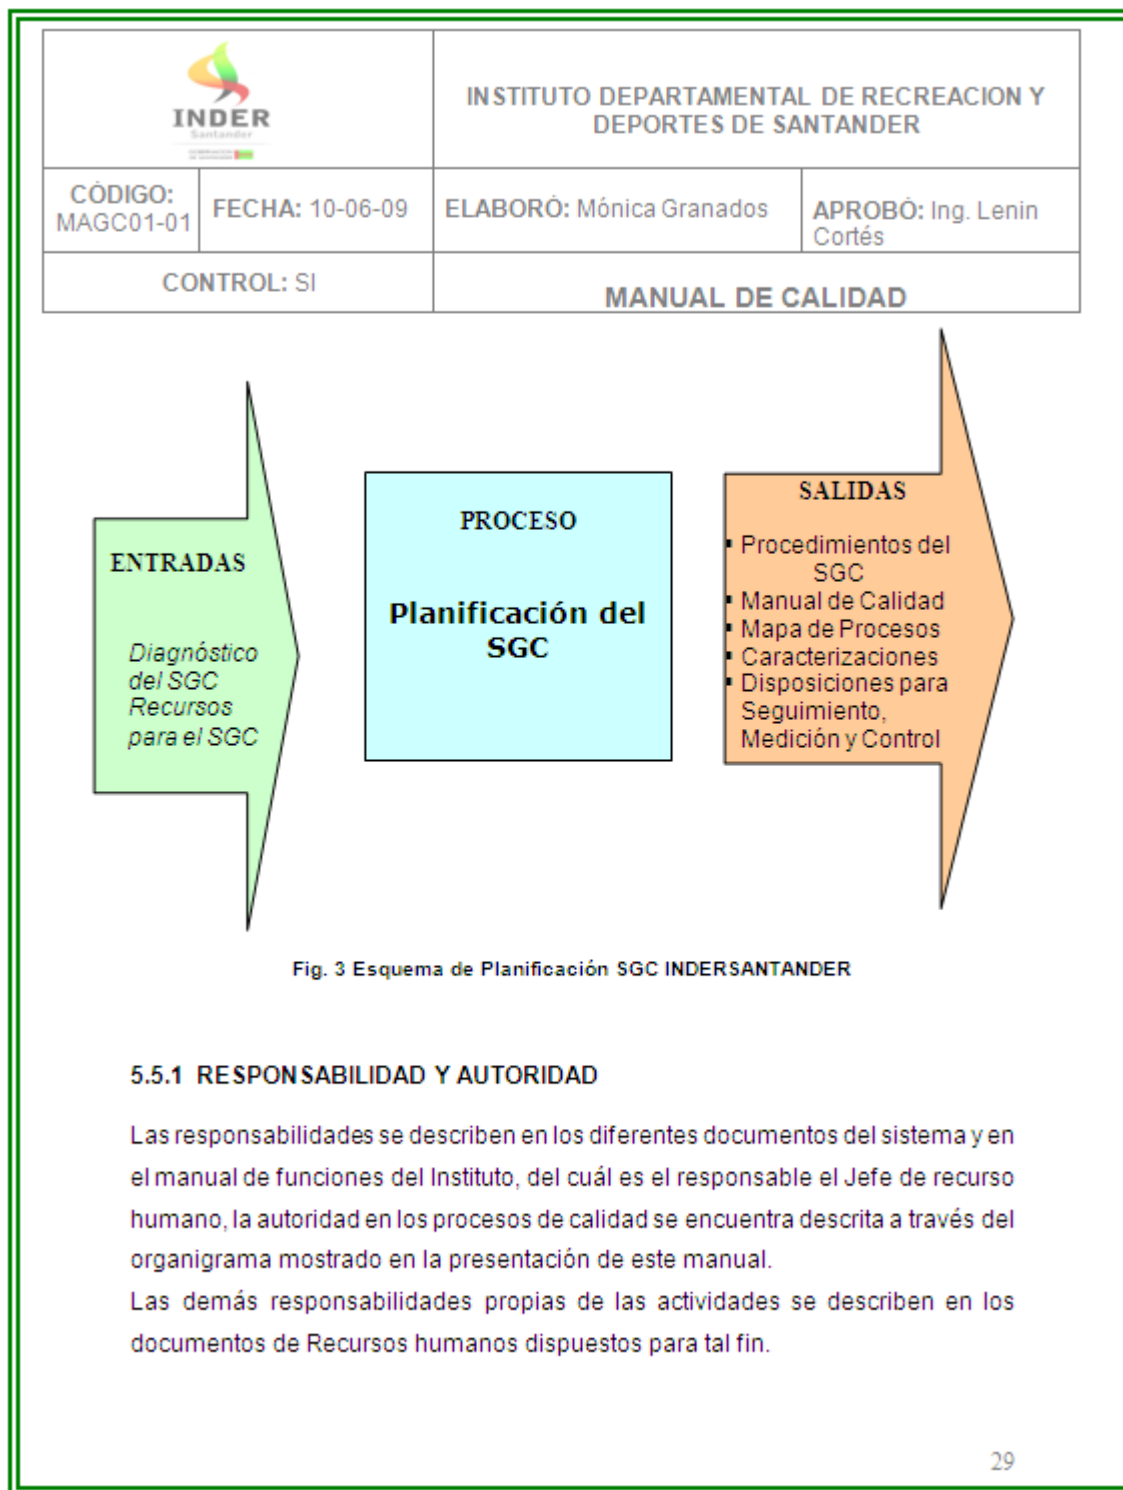 INDER
Santander
INSTITUTO DEPARTAMENTAL DE RECREACION Y
DEPORTES DE SANTANDER
CÓDIGO:
MAGC01-01
FECHA: 10-06-09
ELABORÓ: Mónica Granados
APROBÓ: Ing. Lenin
Cortés
CONTROL: SI
MANUAL DE CALIDAD
ENTRADAS
Diagnóstico
del SGC
Recursos
para el SGC
PROCESO
Planificación del
SGC
SALIDAS
▪ Procedimientos del
SGC
▪ Manual de Calidad
▪ Mapa de Procesos
▪ Caracterizaciones
▪ Disposiciones para
Seguimiento,
Medición y Control
Fig. 3 Esquema de Planificación SGC INDERSANTANDER
5.5.1 RESPONSABILIDAD Y AUTORIDAD
Las responsabilidades se describen en los diferentes documentos del sistema y en
el manual de funciones del Instituto, del cuál es el responsable el Jefe de recurso
humano, la autoridad en los procesos de calidad se encuentra descrita a través del
organigrama mostrado en la presentación de este manual.
Las demás responsabilidades propias de las actividades se describen en los
documentos de Recursos humanos dispuestos para tal fin.
29